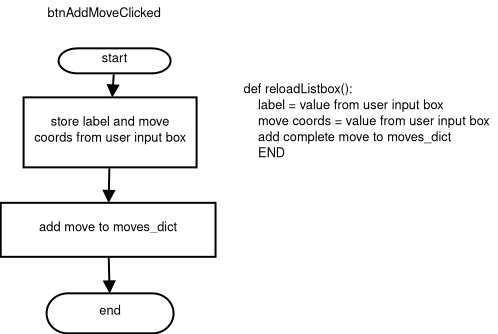 btnAddMoveClicked
start
store label and move
coords from user input box
add move to moves_dict
end
def reloadListbox():
label = value from user input box
move coords = value from user input box
add complete move to moves_dict
END